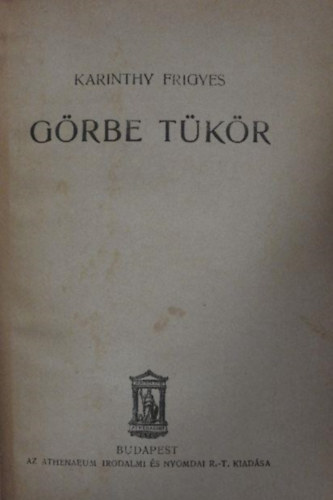 KARINTHY FRIGYES
GÖRBE TÜKÖR
BUDAPEST
AZ ATHENAEUM IRODALMI ÉS NYOMDAI R.-T. KIADÁSA